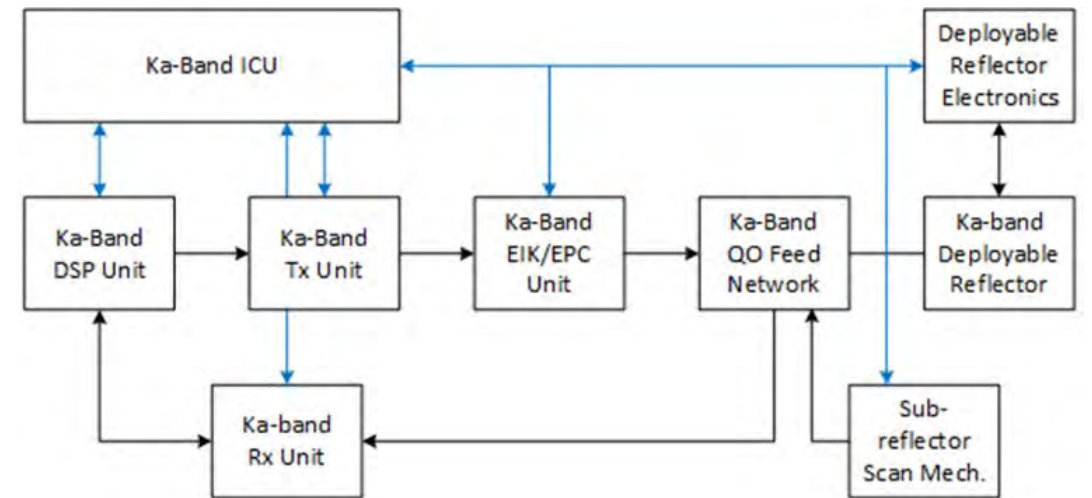 Ka-Band ICU
Deployable
Reflector
Electronics
Ka-Band
DSP Unit
Ka-Band
Tx Unit
Ka-Band
EIK/EPC
Unit
Ka-Band
QO Feed
Network
Ka-band
Deployable
Reflector
Ka-band
Rx Unit
Sub-
reflector
Scan Mech.